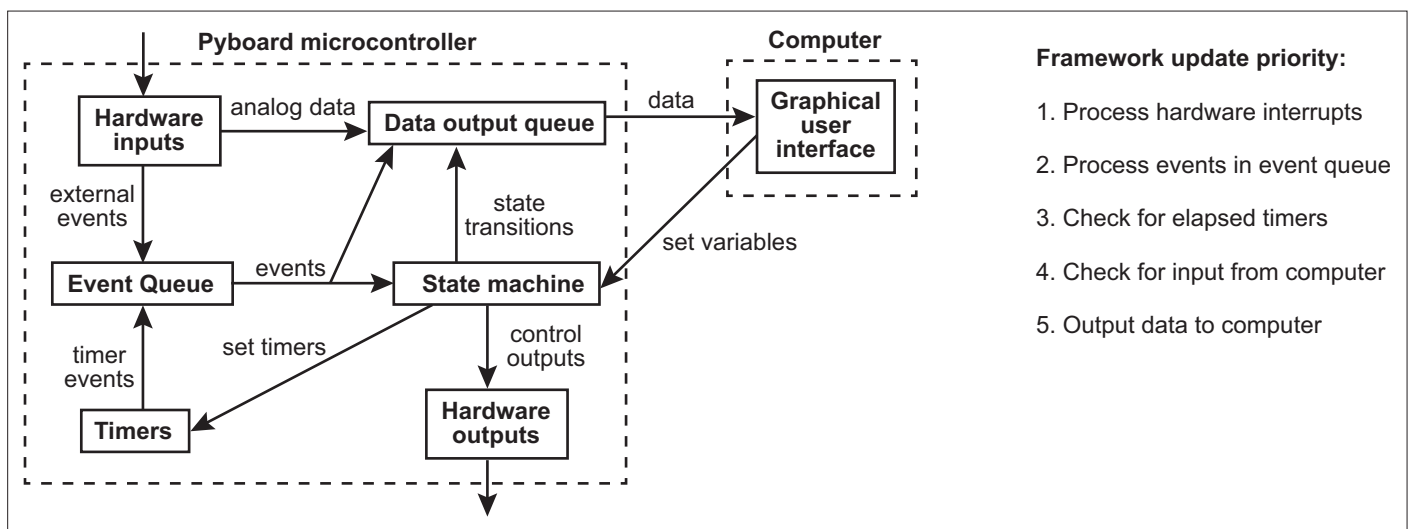 Pyboard microcontroller
Computer
Hardware
inputs
analog data
Data output queue
data
Graphical
user
interface
external
events
state
transitions
set variables
Event Queue
events
State machine
timer
events
set timers
control
outputs
Timers
Hardware
outputs
Framework update priority:
1. Process hardware interrupts
2. Process events in event queue
3. Check for elapsed timers
4. Check for input from computer
5. Output data to computer